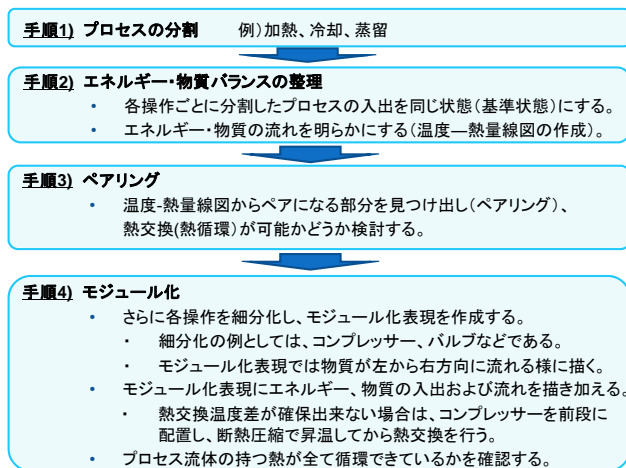 手順1) プロセスの分割 例)加熱、冷却、蒸留
手順2) エネルギー・物質バランスの整理
• 各操作ごとに分割したプロセスの入出を同じ状態(基準状態)にする。
• エネルギー・物質の流れを明らかにする(温度―熱量線図の作成)。
手順3) ペアリング
• 温度-熱量線図からペアになる部分を見つけ出し(ペアリング)、
熱交換(熱循環)が可能かどうか検討する。
手順4) モジュール化
• さらに各操作を細分化し、モジュール化表現を作成する。
・ 細分化の例としては、コンプレッサー、バルブなどである。
・ モジュール化表現では物質が左から右方向に流れる様に描く。
• モジュール化表現にエネルギー、物質の入出および流れを描き加える。
・ 熱交換温度差が確保出来ない場合は、コンプレッサーを前段に
配置し、断熱圧縮で昇温してから熱交換を行う。
• プロセス流体の持つ熱が全て循環できているかを確認する。